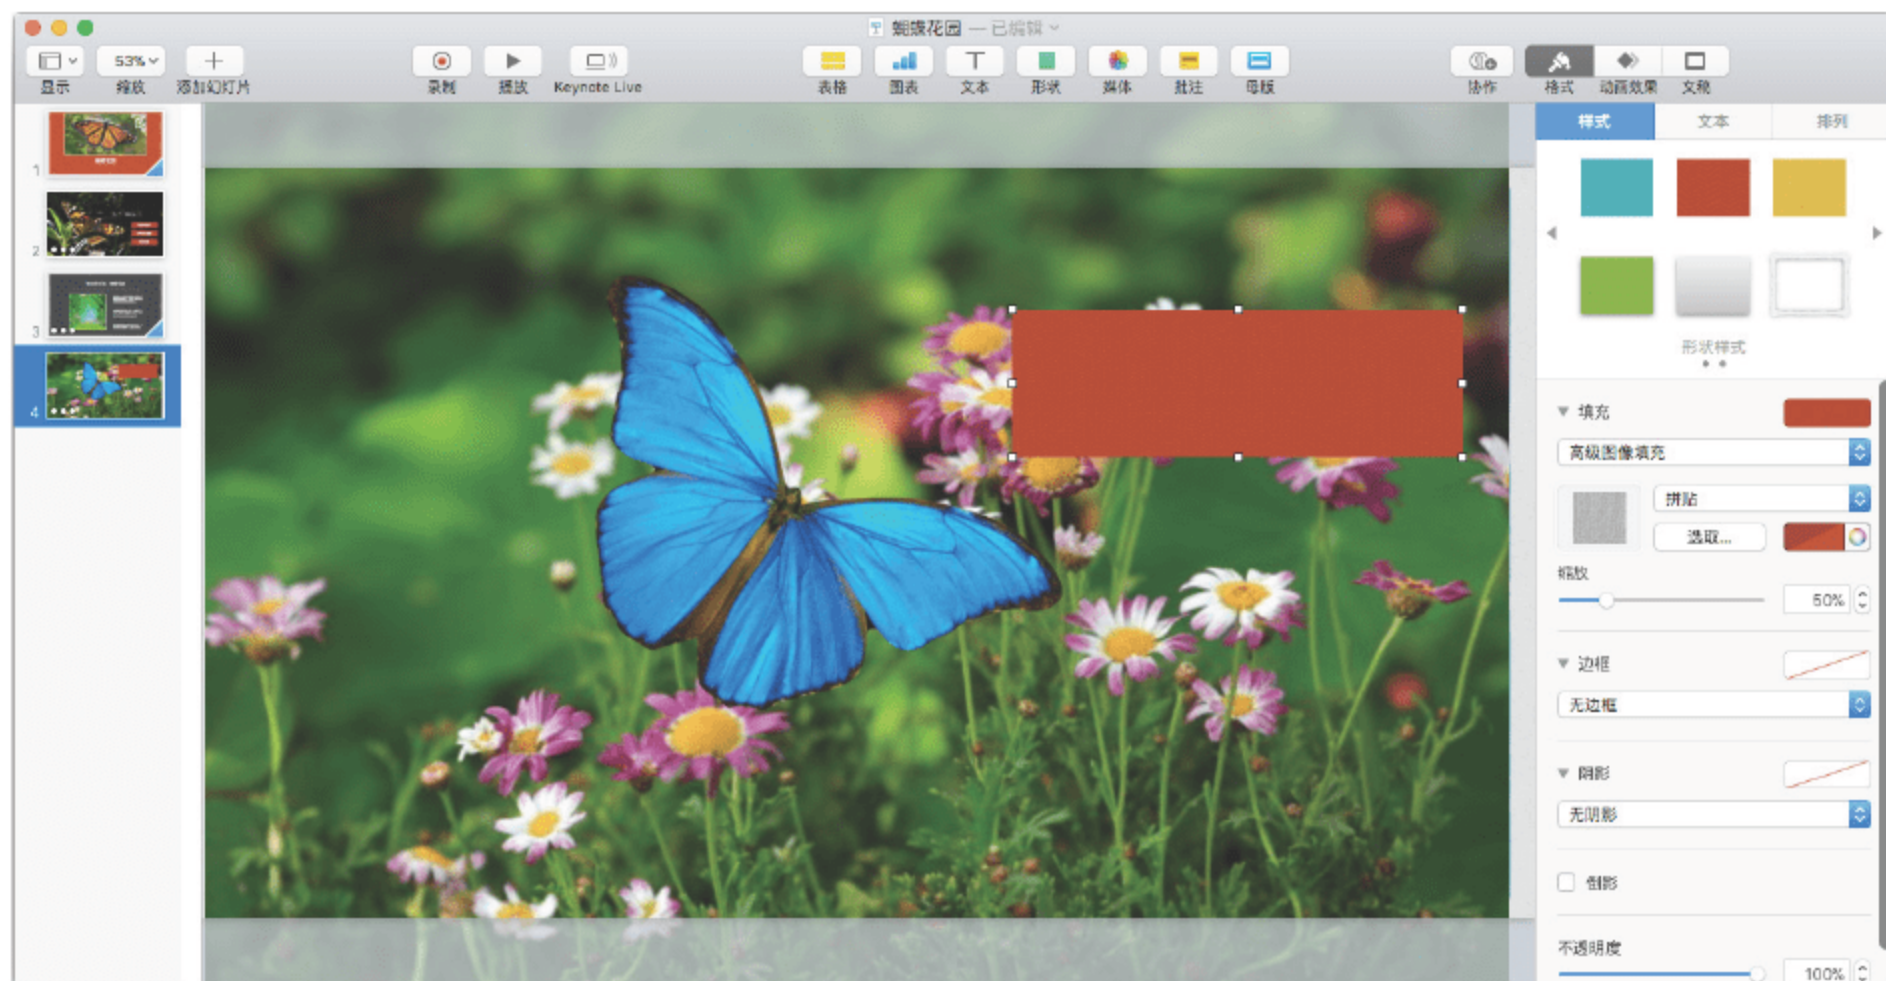 蝴蝶花园 — 已编辑
53%
显示 缩放 添加幻灯片 录制 播放 Keynote Live 表格 图表 文本 形状 媒体 批注 母版 协作 格式 动画效果 文稿
样式 文本 排列
1
2
3
4
形状样式
填充
高级图像填充
拼贴
选取...
缩放
50%
边框
无边框
阴影
无阴影
倒影
不透明度
100%